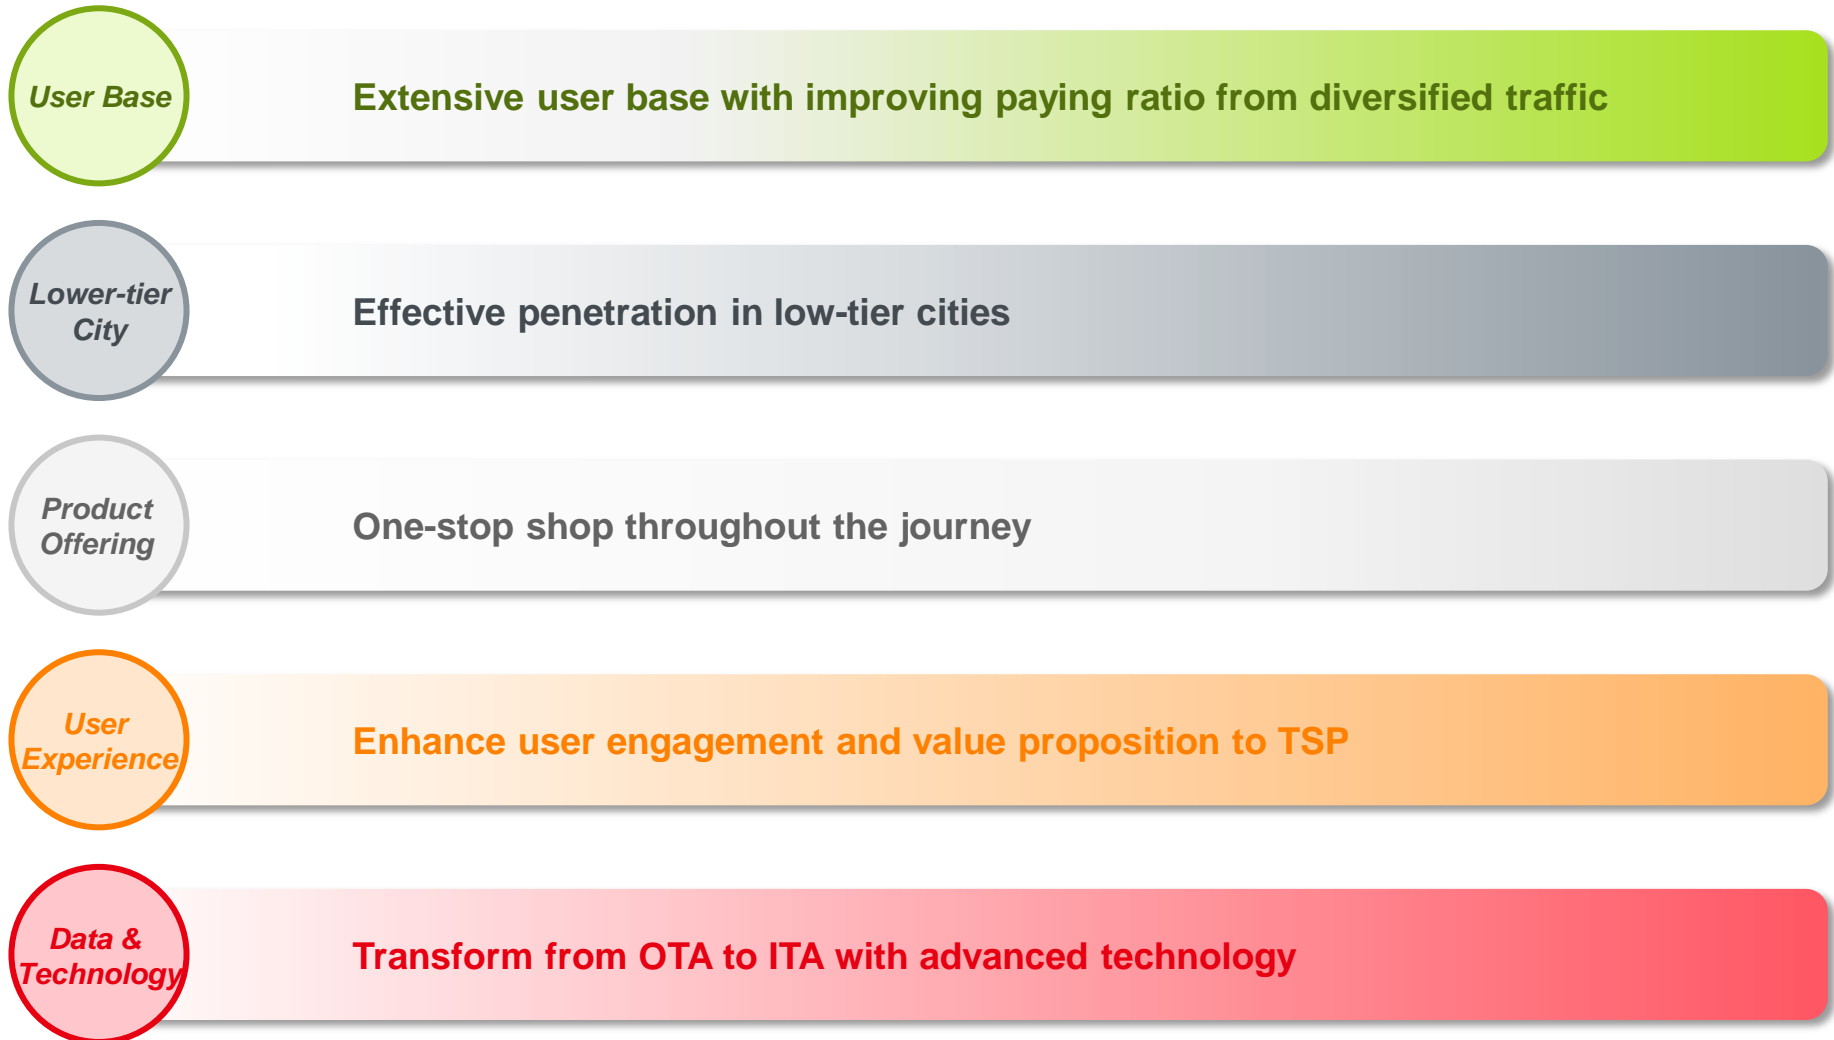 User Base
Extensive user base with improving paying ratio from diversified traffic
Lower-tier
City
Effective penetration in low-tier cities
Product
Offering
One-stop shop throughout the journey
User
Experience
Enhance user engagement and value proposition to TSP
Data &
Technology
Transform from OTA to ITA with advanced technology